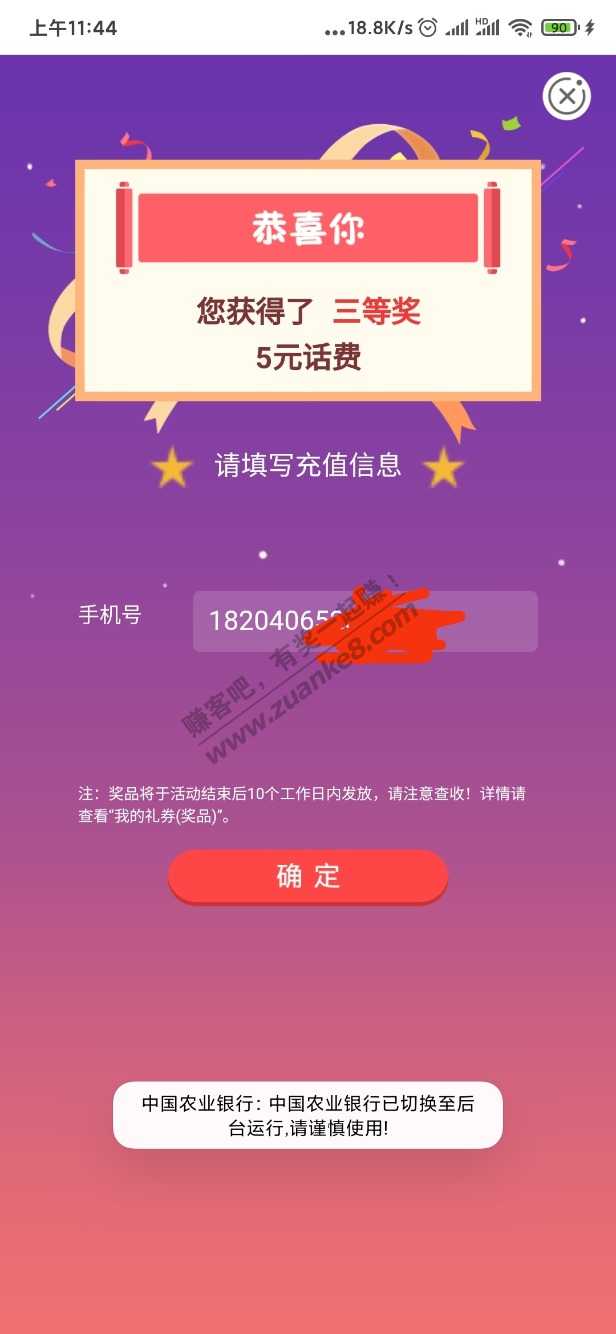 上午11:44
...18.8K/s
HD
90
恭喜你
您获得了 三等奖
5元话费
请填写充值信息
手机号
182040658
赚客吧，有奖一起赚！
www.zuanke8.com
注：奖品将于活动结束后10个工作日内发放，请注意查收！详情请
查看“我的礼券(奖品)”。
确 定
中国农业银行: 中国农业银行已切换至后
台运行,请谨慎使用!